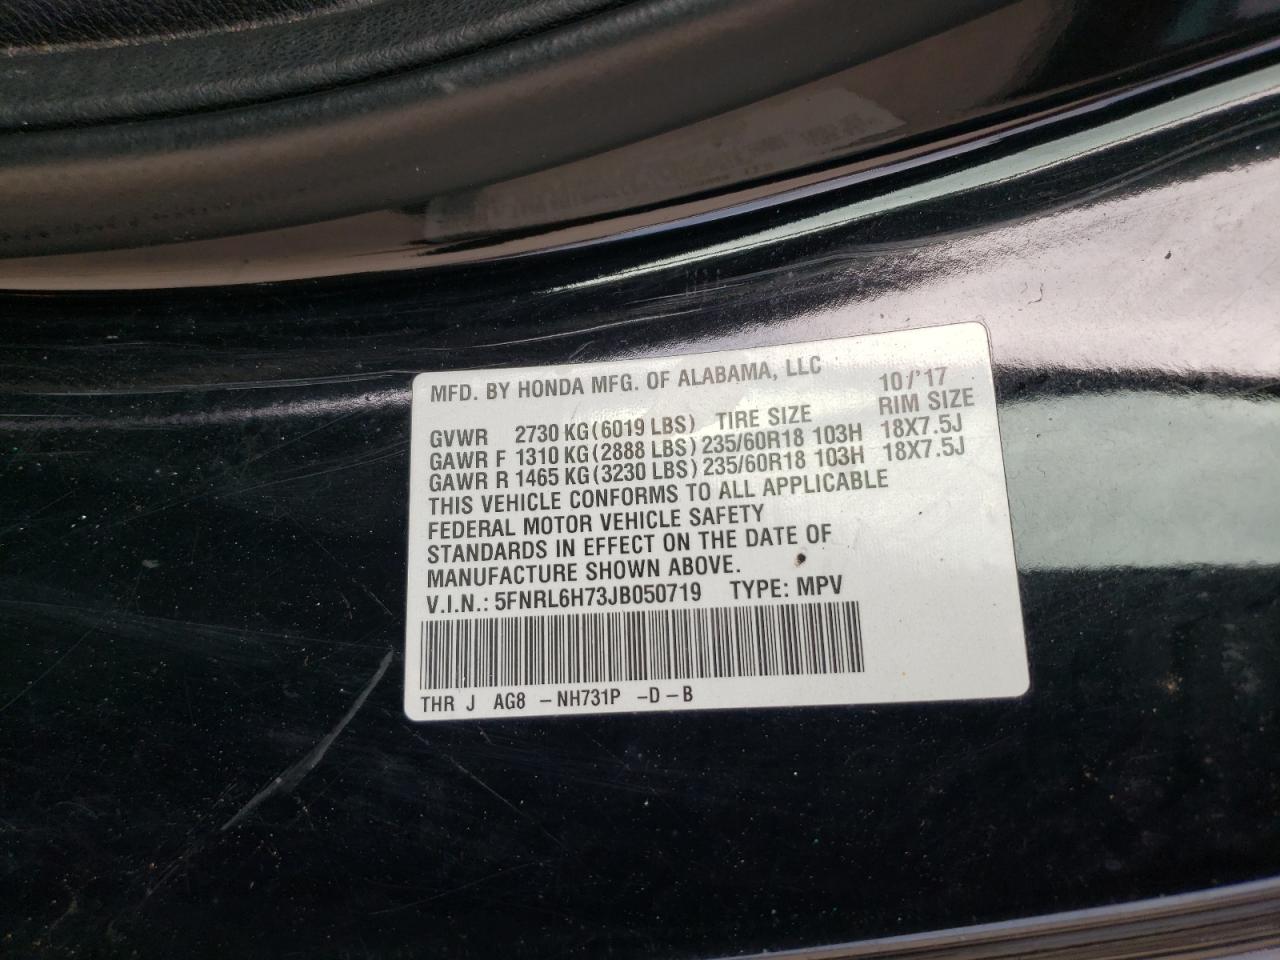 MFD. BY HONDA MFG. OF ALABAMA, LLC 10/'17
GVWR 2730 KG(6019 LBS) TIRE SIZE RIM SIZE
GAWR F 1310 KG(2888 LBS) 235/60R18 103H 18X7.5J
GAWR R 1465 KG(3230 LBS) 235/60R18 103H 18X7.5J
THIS VEHICLE CONFORMS TO ALL APPLICABLE
FEDERAL MOTOR VEHICLE SAFETY
STANDARDS IN EFFECT ON THE DATE OF
MANUFACTURE SHOWN ABOVE.
V.I.N.: 5FNRL6H73JB050719 TYPE: MPV
THR J AG8 -NH731P -D-B